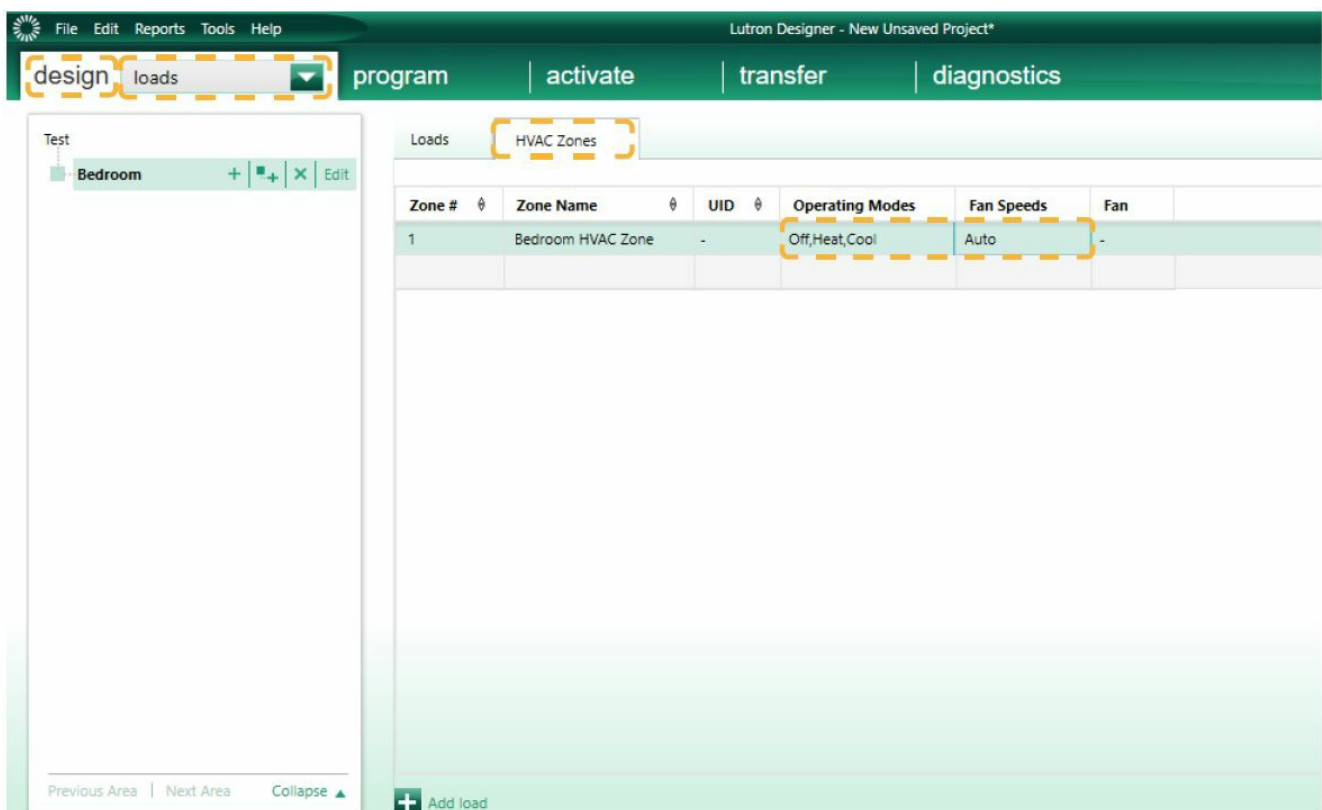 File Edit Reports Tools Help
Lutron Designer - New Unsaved Project*
design loads program activate transfer diagnostics
Test
Bedroom Edit
Loads HVAC Zones
Zone # Zone Name UID Operating Modes Fan Speeds Fan
1 Bedroom HVAC Zone - Off,Heat,Cool Auto -
Previous Area | Next Area Collapse
Add load